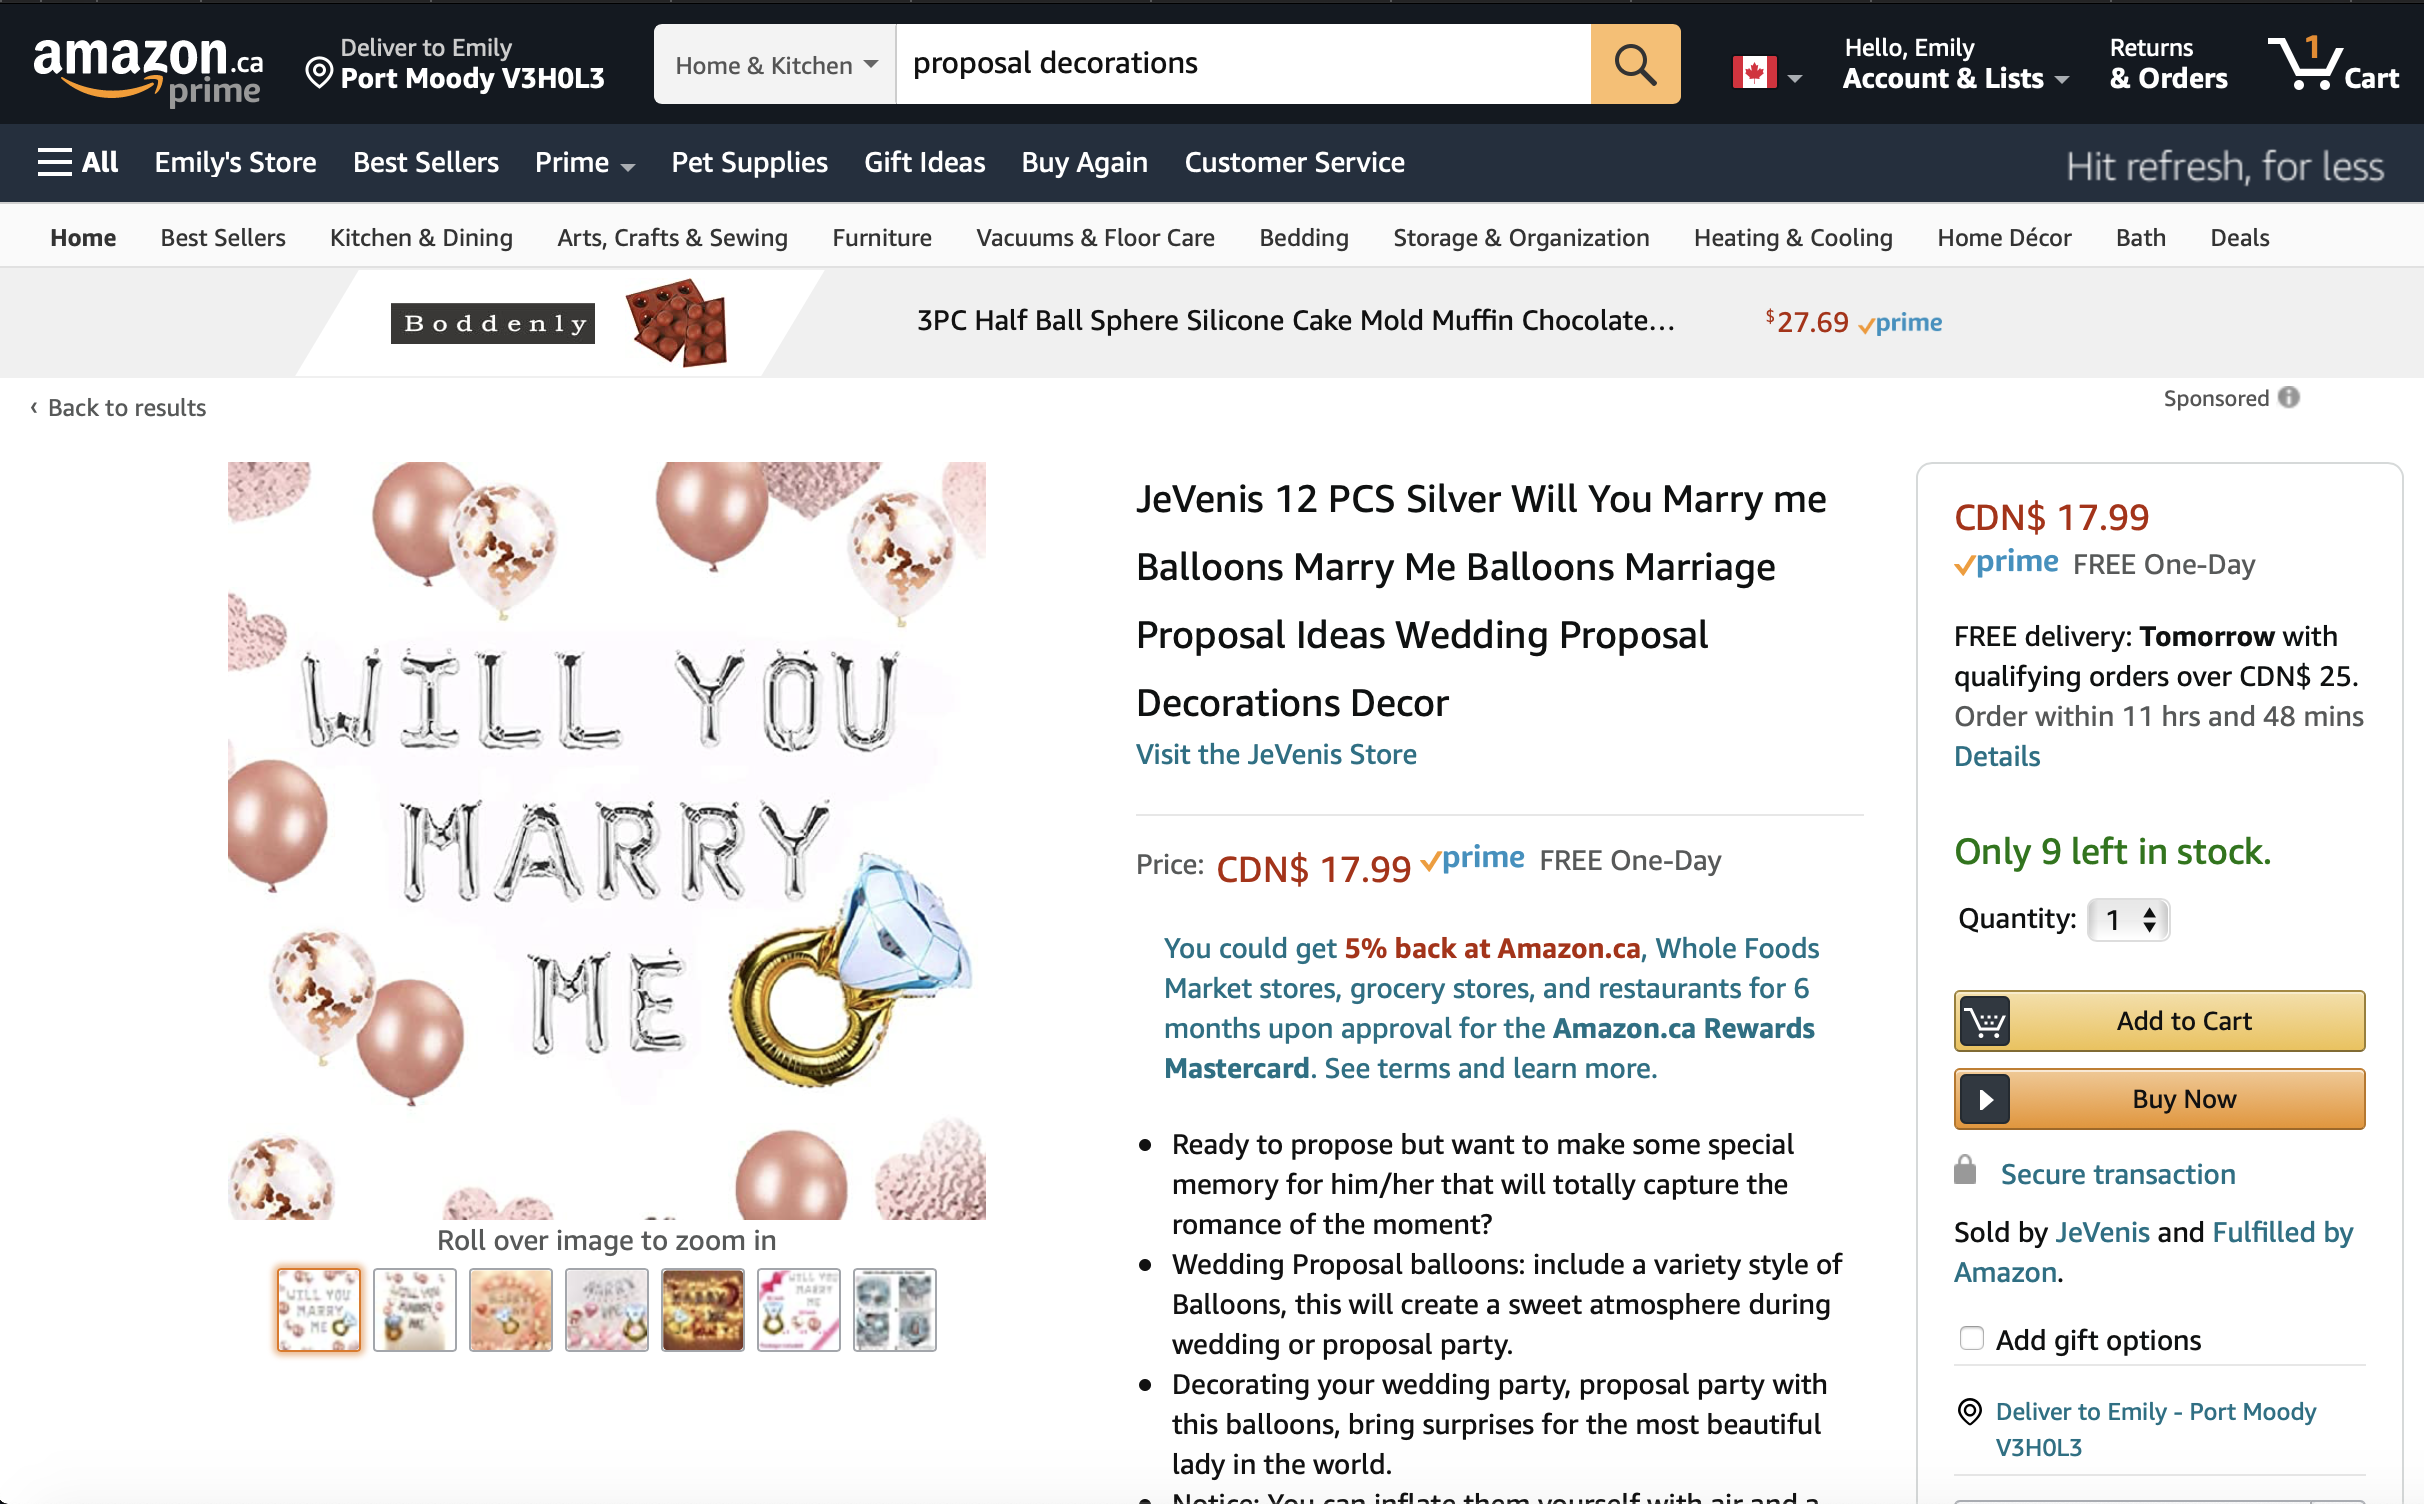 amazon.ca
prime
Deliver to Emily
Port Moody V3H0L3
Home & Kitchen
proposal decorations
Hello, Emily
Account & Lists
Returns
& Orders
1
Cart
All
Emily's Store
Best Sellers
Prime
Pet Supplies
Gift Ideas
Buy Again
Customer Service
Hit refresh, for less
Home
Best Sellers
Kitchen & Dining
Arts, Crafts & Sewing
Furniture
Vacuums & Floor Care
Bedding
Storage & Organization
Heating & Cooling
Home Décor
Bath
Deals
Boddenly
3PC Half Ball Sphere Silicone Cake Mold Muffin Chocolate...
$27.69 prime
‹ Back to results
Sponsored
WILL YOU
MARRY
ME
Roll over image to zoom in
JeVenis 12 PCS Silver Will You Marry me
Balloons Marry Me Balloons Marriage
Proposal Ideas Wedding Proposal
Decorations Decor
Visit the JeVenis Store
Price: CDN$ 17.99 prime FREE One-Day
You could get 5% back at Amazon.ca, Whole Foods
Market stores, grocery stores, and restaurants for 6
months upon approval for the Amazon.ca Rewards
Mastercard. See terms and learn more.
• Ready to propose but want to make some special
memory for him/her that will totally capture the
romance of the moment?
• Wedding Proposal balloons: include a variety style of
Balloons, this will create a sweet atmosphere during
wedding or proposal party.
• Decorating your wedding party, proposal party with
this balloons, bring surprises for the most beautiful
lady in the world.
• Notice: You can inflate them yourself with air and a
CDN$ 17.99
prime FREE One-Day
FREE delivery: Tomorrow with
qualifying orders over CDN$ 25.
Order within 11 hrs and 48 mins
Details
Only 9 left in stock.
Quantity: 1
Add to Cart
Buy Now
Secure transaction
Sold by JeVenis and Fulfilled by
Amazon.
Add gift options
Deliver to Emily - Port Moody
V3H0L3